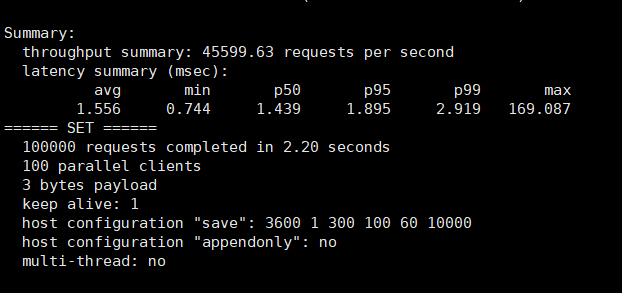 Summary:
throughput summary: 45599.63 requests per second
latency summary (msec):
avg min p50 p95 p99 max
1.556 0.744 1.439 1.895 2.919 169.087
====== SET ======
100000 requests completed in 2.20 seconds
100 parallel clients
3 bytes payload
keep alive: 1
host configuration "save": 3600 1 300 100 60 10000
host configuration "appendonly": no
multi-thread: no